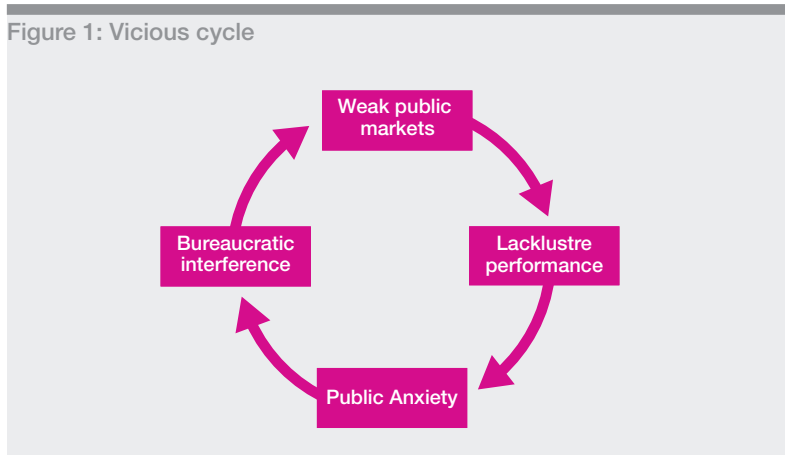 Figure 1: Vicious cycle
Weak public
markets
Lacklustre
performance
Public Anxiety
Bureaucratic
interference